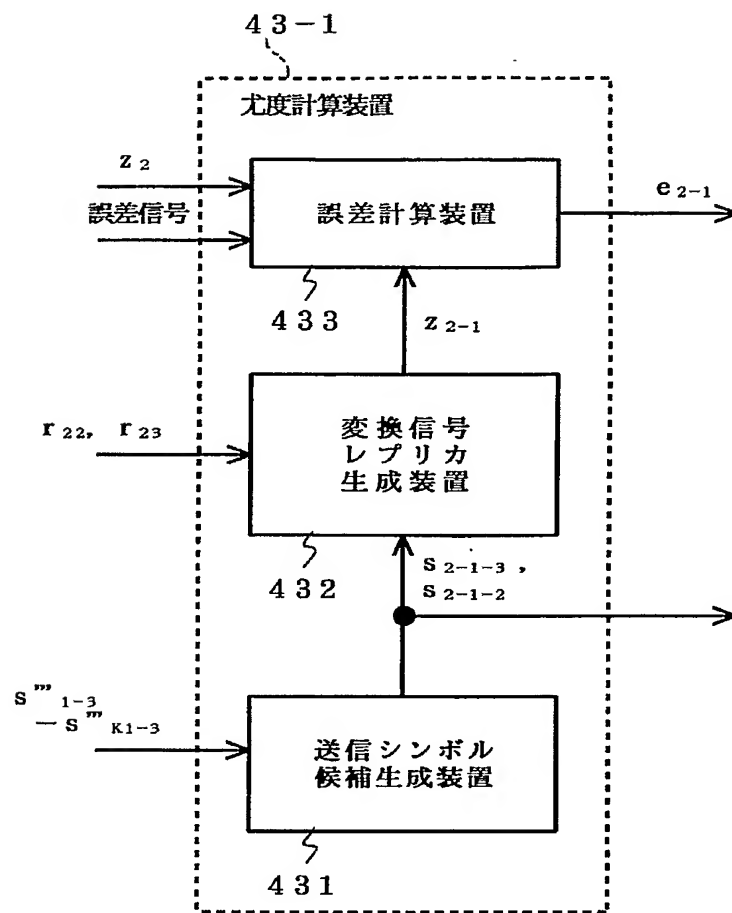 43-1
尤度計算装置
z₂
誤差信号
誤差計算装置
e₂₋₁
433
z₂₋₁
r₂₂, r₂₃
変換信号
レプリカ
生成装置
432
s₂₋₁₋₃,
s₂₋₁₋₂
s‴₁₋₃
—s‴ₖ₁₋₃
送信シンボル
候補生成装置
431